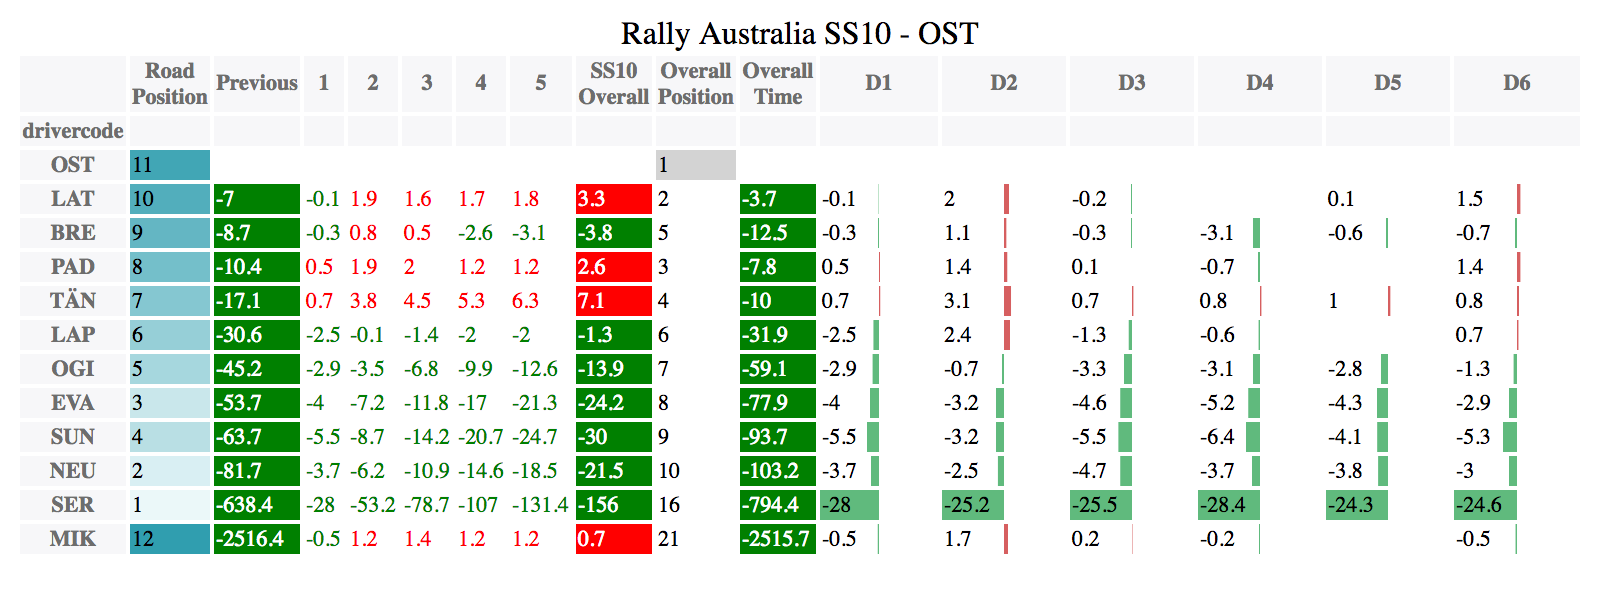 Rally Australia SS10 - OST
Road Position Previous 1 2 3 4 5 SS10 Overall Overall Position Overall Time D1 D2 D3 D4 D5 D6
drivercode
OST 11 1
LAT 10 -7 -0.1 1.9 1.6 1.7 1.8 3.3 2 -3.7 -0.1 2 -0.2 0.1 1.5
BRE 9 -8.7 -0.3 0.8 0.5 -2.6 -3.1 -3.8 5 -12.5 -0.3 1.1 -0.3 -3.1 -0.6 -0.7
PAD 8 -10.4 0.5 1.9 2 1.2 1.2 2.6 3 -7.8 0.5 1.4 0.1 -0.7 1.4
TÄN 7 -17.1 0.7 3.8 4.5 5.3 6.3 7.1 4 -10 0.7 3.1 0.7 0.8 1 0.8
LAP 6 -30.6 -2.5 -0.1 -1.4 -2 -2 -1.3 6 -31.9 -2.5 2.4 -1.3 -0.6 0.7
OGI 5 -45.2 -2.9 -3.5 -6.8 -9.9 -12.6 -13.9 7 -59.1 -2.9 -0.7 -3.3 -3.1 -2.8 -1.3
EVA 3 -53.7 -4 -7.2 -11.8 -17 -21.3 -24.2 8 -77.9 -4 -3.2 -4.6 -5.2 -4.3 -2.9
SUN 4 -63.7 -5.5 -8.7 -14.2 -20.7 -24.7 -30 9 -93.7 -5.5 -3.2 -5.5 -6.4 -4.1 -5.3
NEU 2 -81.7 -3.7 -6.2 -10.9 -14.6 -18.5 -21.5 10 -103.2 -3.7 -2.5 -4.7 -3.7 -3.8 -3
SER 1 -638.4 -28 -53.2 -78.7 -107 -131.4 -156 16 -794.4 -28 -25.2 -25.5 -28.4 -24.3 -24.6
MIK 12 -2516.4 -0.5 1.2 1.4 1.2 1.2 0.7 21 -2515.7 -0.5 1.7 0.2 -0.2 -0.5